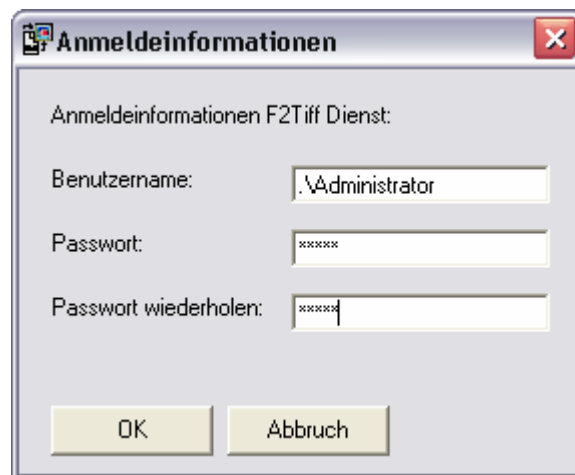 Anmeldeinformationen
Anmeldeinformationen F2Tiff Dienst:
Benutzername: .\Administrator
Passwort: *****
Passwort wiederholen: *****
OK Abbruch